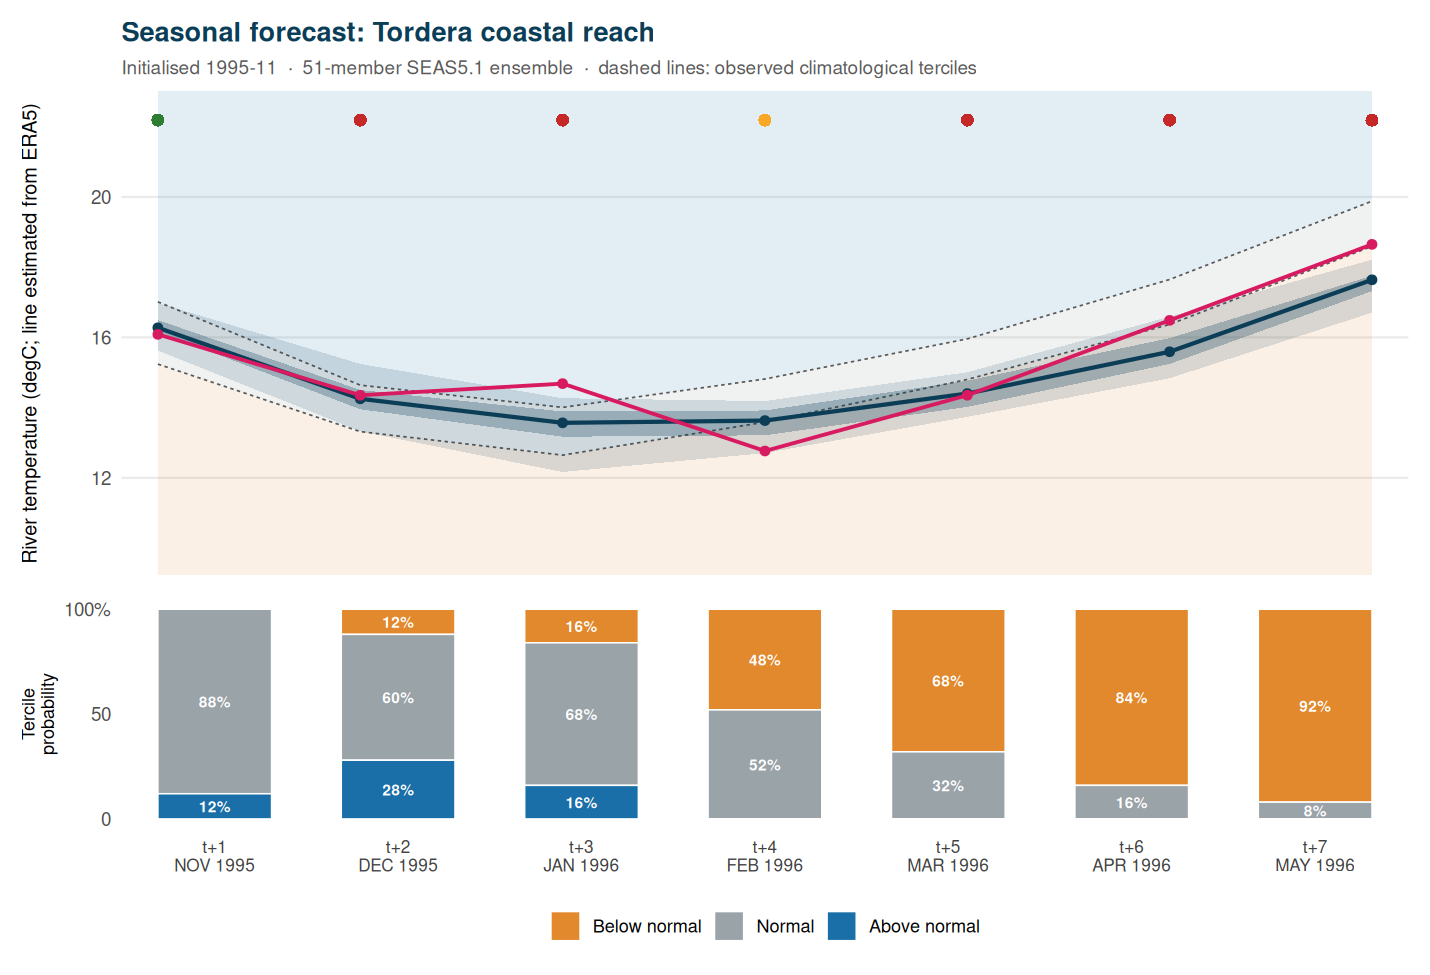 Seasonal forecast: Tordera coastal reach
Initialised 1995-11 · 51-member SEAS5.1 ensemble · dashed lines: observed climatological terciles
River temperature (degC; line estimated from ERA5)
20
16
12
Tercile
probability
100%
50
0
88%
12%
12%
60%
28%
16%
68%
16%
48%
52%
68%
32%
84%
16%
92%
8%
t+1
NOV 1995
t+2
DEC 1995
t+3
JAN 1996
t+4
FEB 1996
t+5
MAR 1996
t+6
APR 1996
t+7
MAY 1996
Below normal
Normal
Above normal